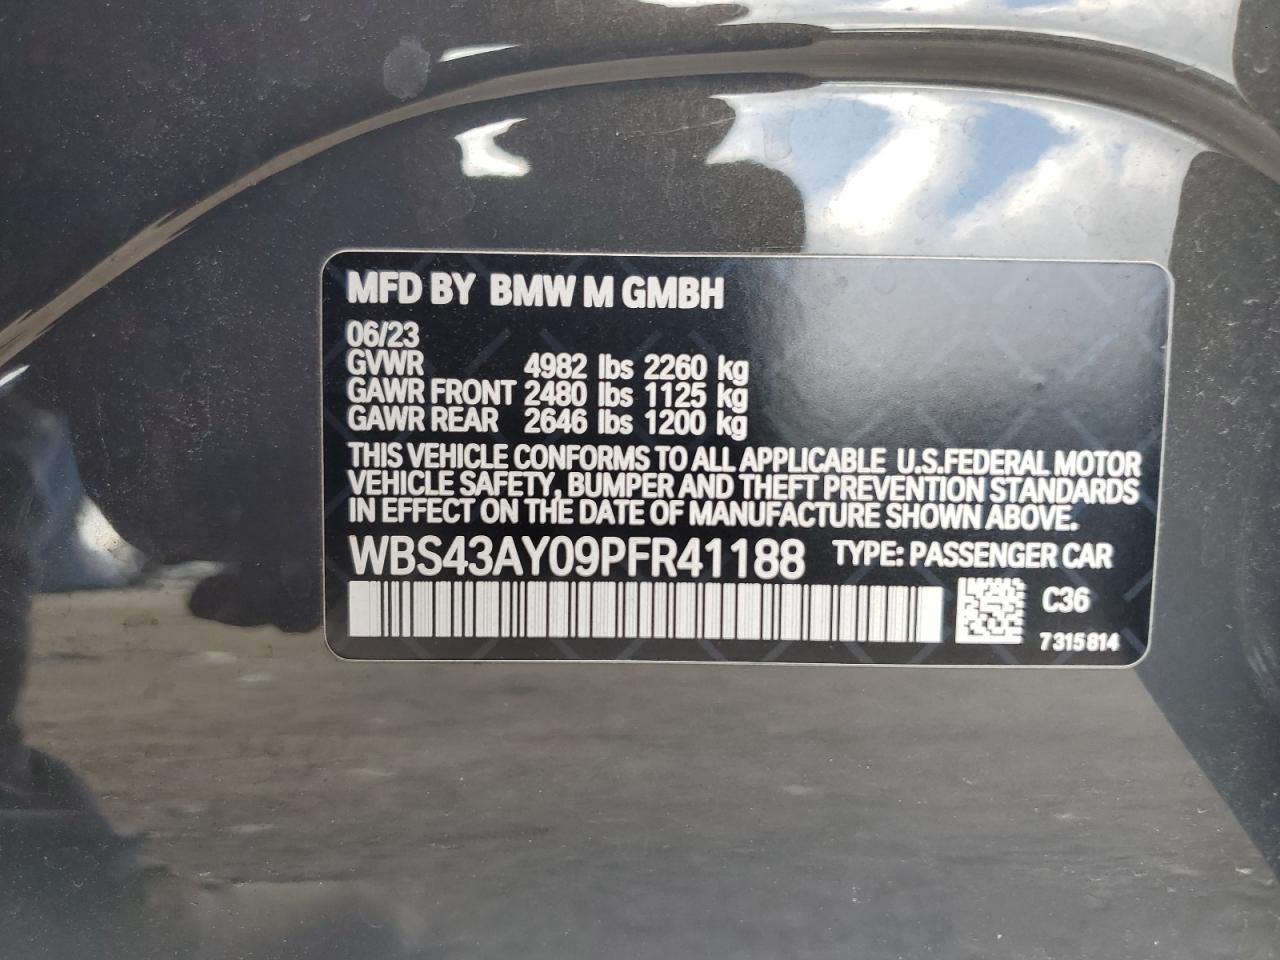 MFD BY BMW M GMBH
06/23
GVWR 4982 lbs 2260 kg
GAWR FRONT 2480 lbs 1125 kg
GAWR REAR 2646 lbs 1200 kg
THIS VEHICLE CONFORMS TO ALL APPLICABLE U.S.FEDERAL MOTOR
VEHICLE SAFETY, BUMPER AND THEFT PREVENTION STANDARDS
IN EFFECT ON THE DATE OF MANUFACTURE SHOWN ABOVE.
WBS43AY09PFR41188 TYPE: PASSENGER CAR
C36
7315814